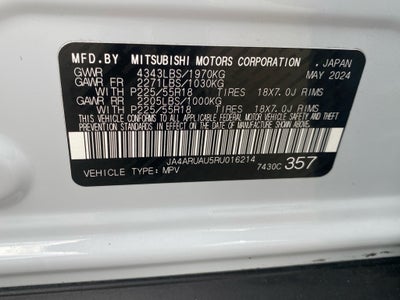 MFD.BY MITSUBISHI MOTORS CORPORATION . JAPAN
GVWR 4343LBS/1970KG MAY 2024
GAWR FR 2271LBS/1030KG
WITH P225/55R18 TIRES 18X7.0J RIMS
GAWR RR 2205LBS/1000KG
WITH P225/55R18 TIRES 18X7.0J RIMS
THIS VEHICLE CONFORMS TO ALL APPLICABLE FEDERAL MOTOR VEHICLE SAFETY AND
THEFT PREVENTION STANDARDS IN EFFECT ON THE DATE OF MANUFACTURE SHOWN ABOVE.
JA4ARUAU5RU016214
VEHICLE TYPE:MPV 7430C 357